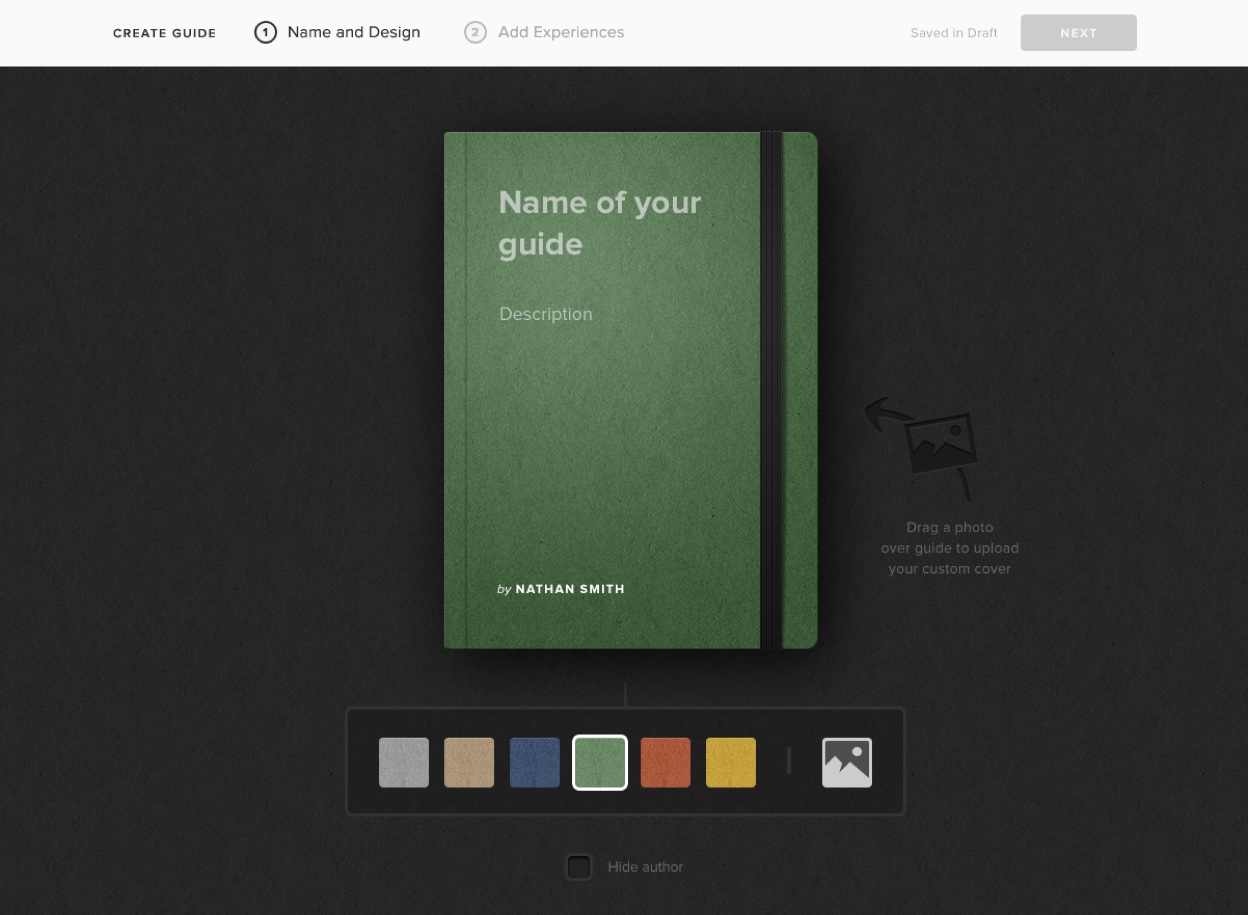 CREATE GUIDE 1 Name and Design 2 Add Experiences Saved in Draft NEXT
Name of your
guide
Description
by NATHAN SMITH
Drag a photo
over guide to upload
your custom cover
Hide author